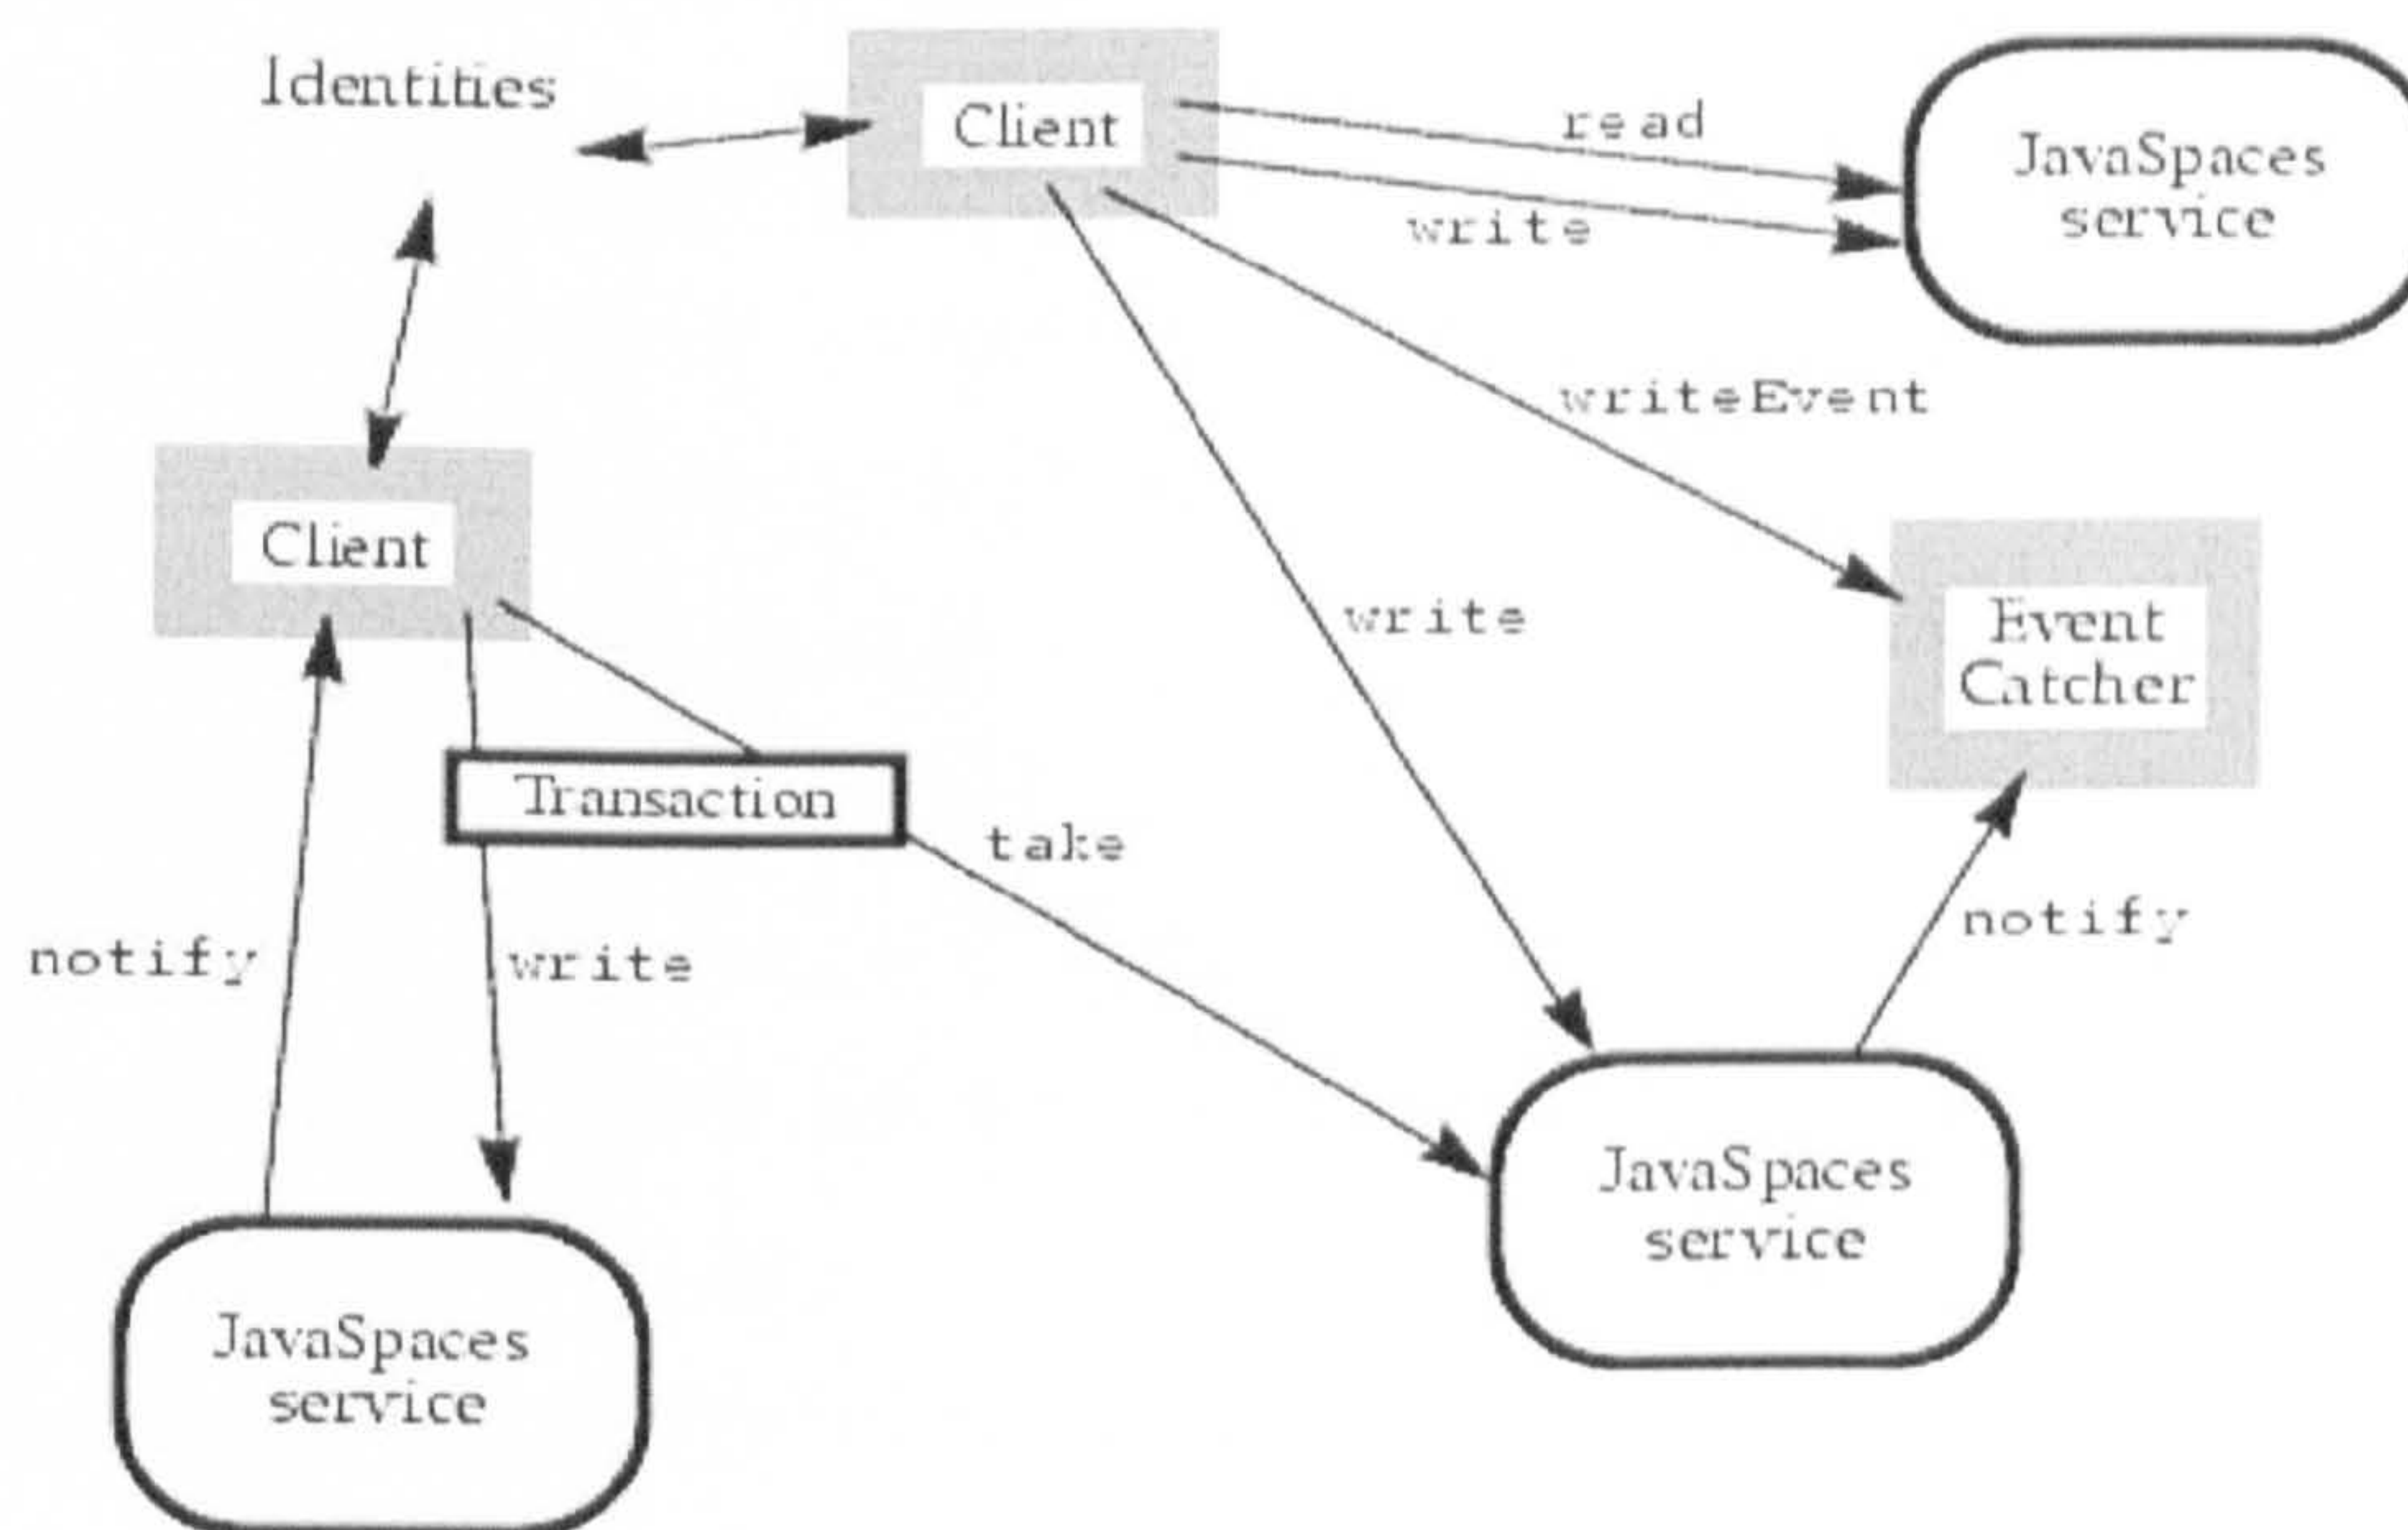 Identities
Client
read
JavaSpaces
service
write
writeEvent
Client
write
Event
Catcher
Transaction
take
notify
notify
write
JavaSpaces
service
JavaSpaces
service